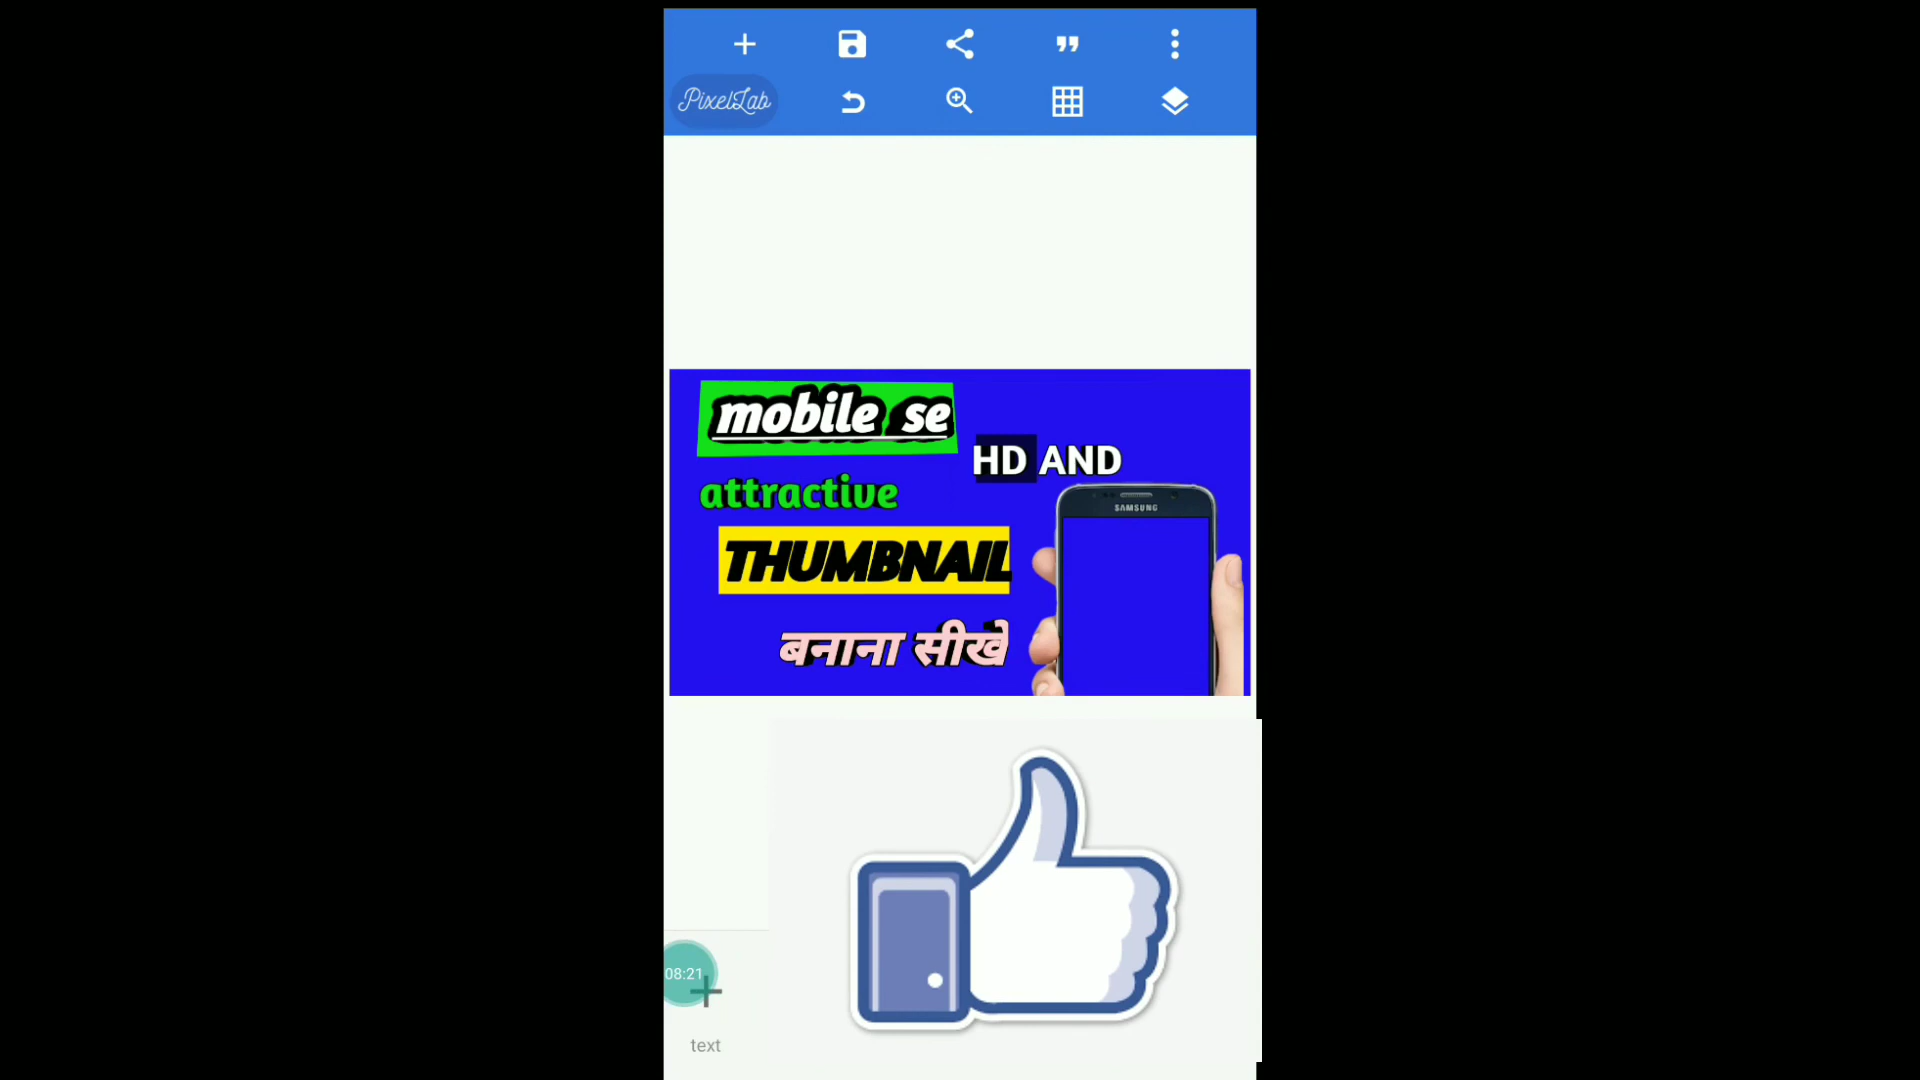 PixelLab
mobile se
HD AND
attractive
SAMSUNG
THUMBNAIL
बनाना सीखे
08:21
text